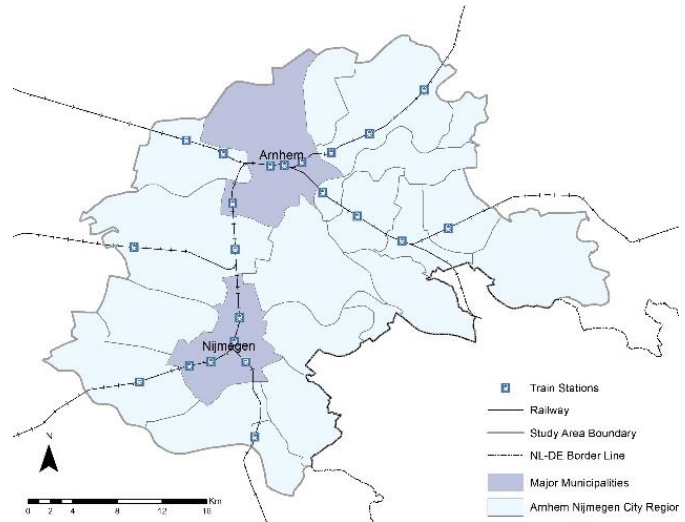 Arnhem
Nijmegen
Train Stations
Railway
Study Area Boundary
NL-DE Border Line
Major Municipalities
Arnhem Nijmegen City Region
N
Km
0 2 4 8 12 16